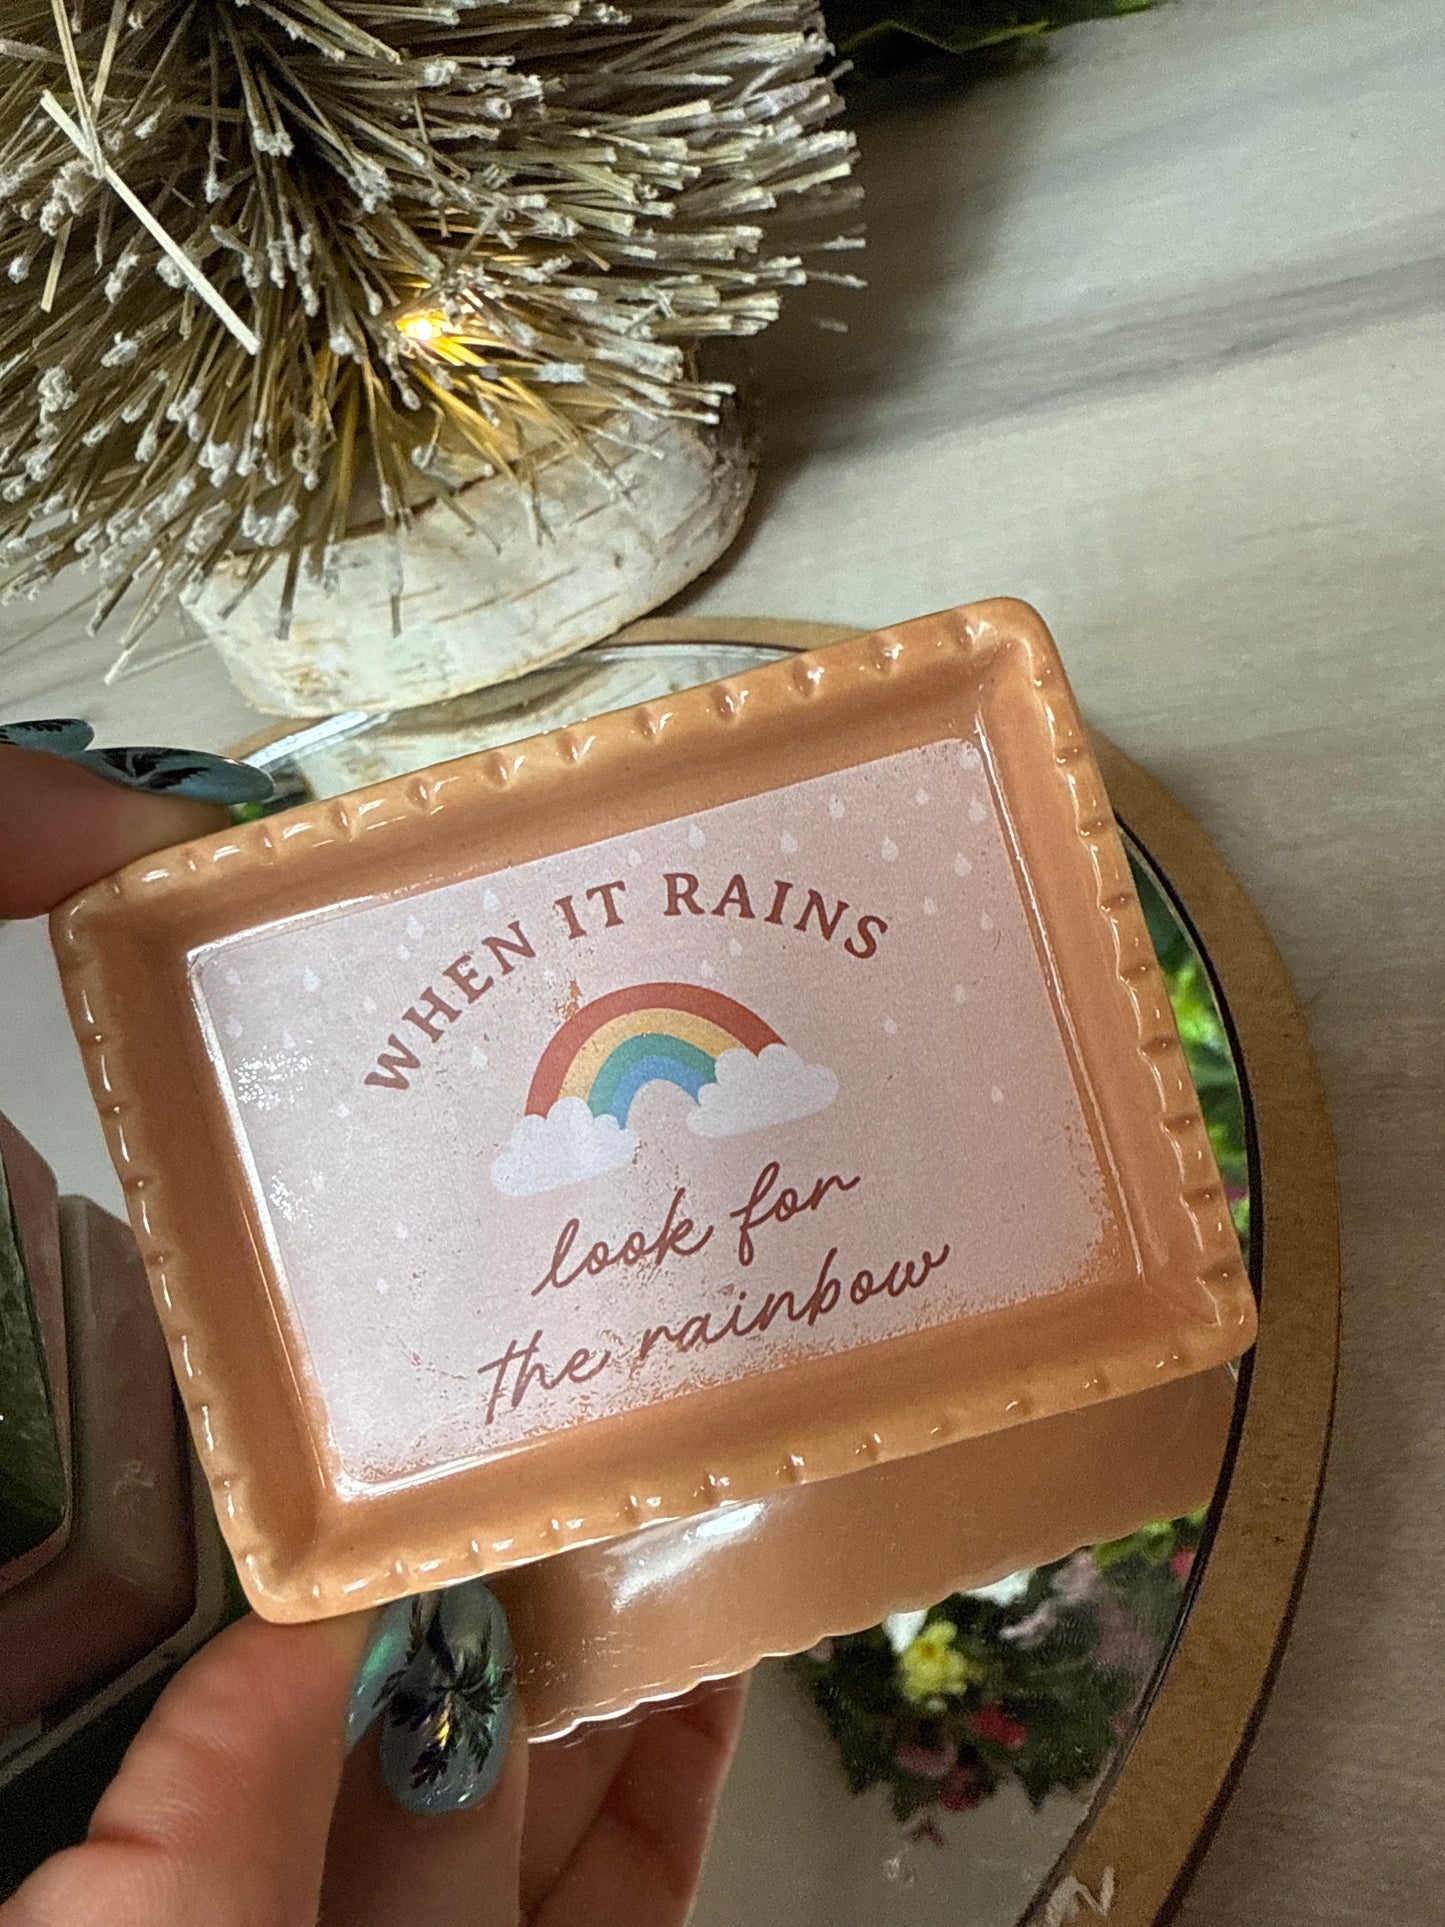 WHEN IT RAINS
look for
the rainbow